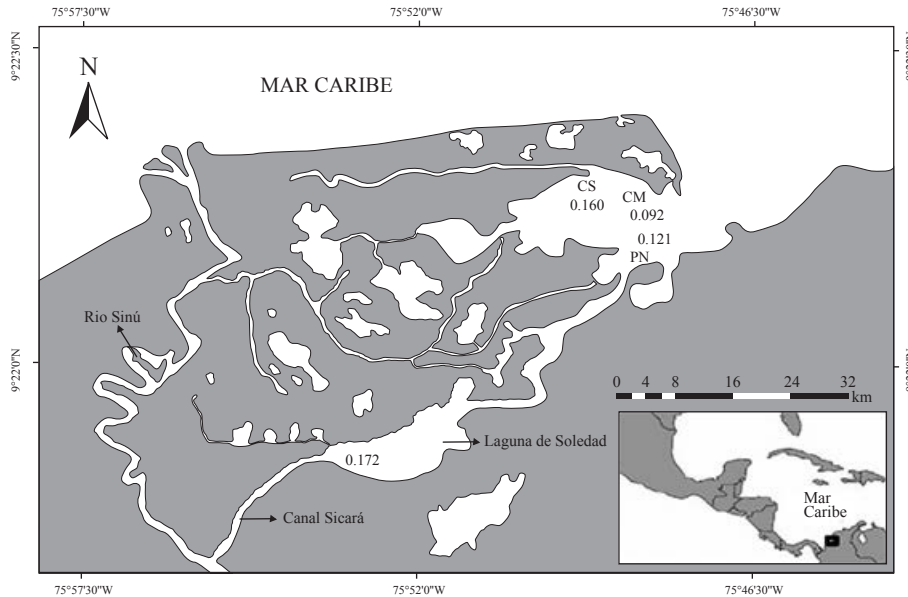 75°57'30"W
75°52'0"W
75°46'30"W
9°22'30"N
N
MAR CARIBE
CS
0.160
CM
0.092
0.121
PN
Rio Sinú
9°22'0"N
0 4 8 16 24 32
km
Laguna de Soledad
0.172
Canal Sicará
Mar
Caribe
75°57'30"W
75°52'0"W
75°46'30"W